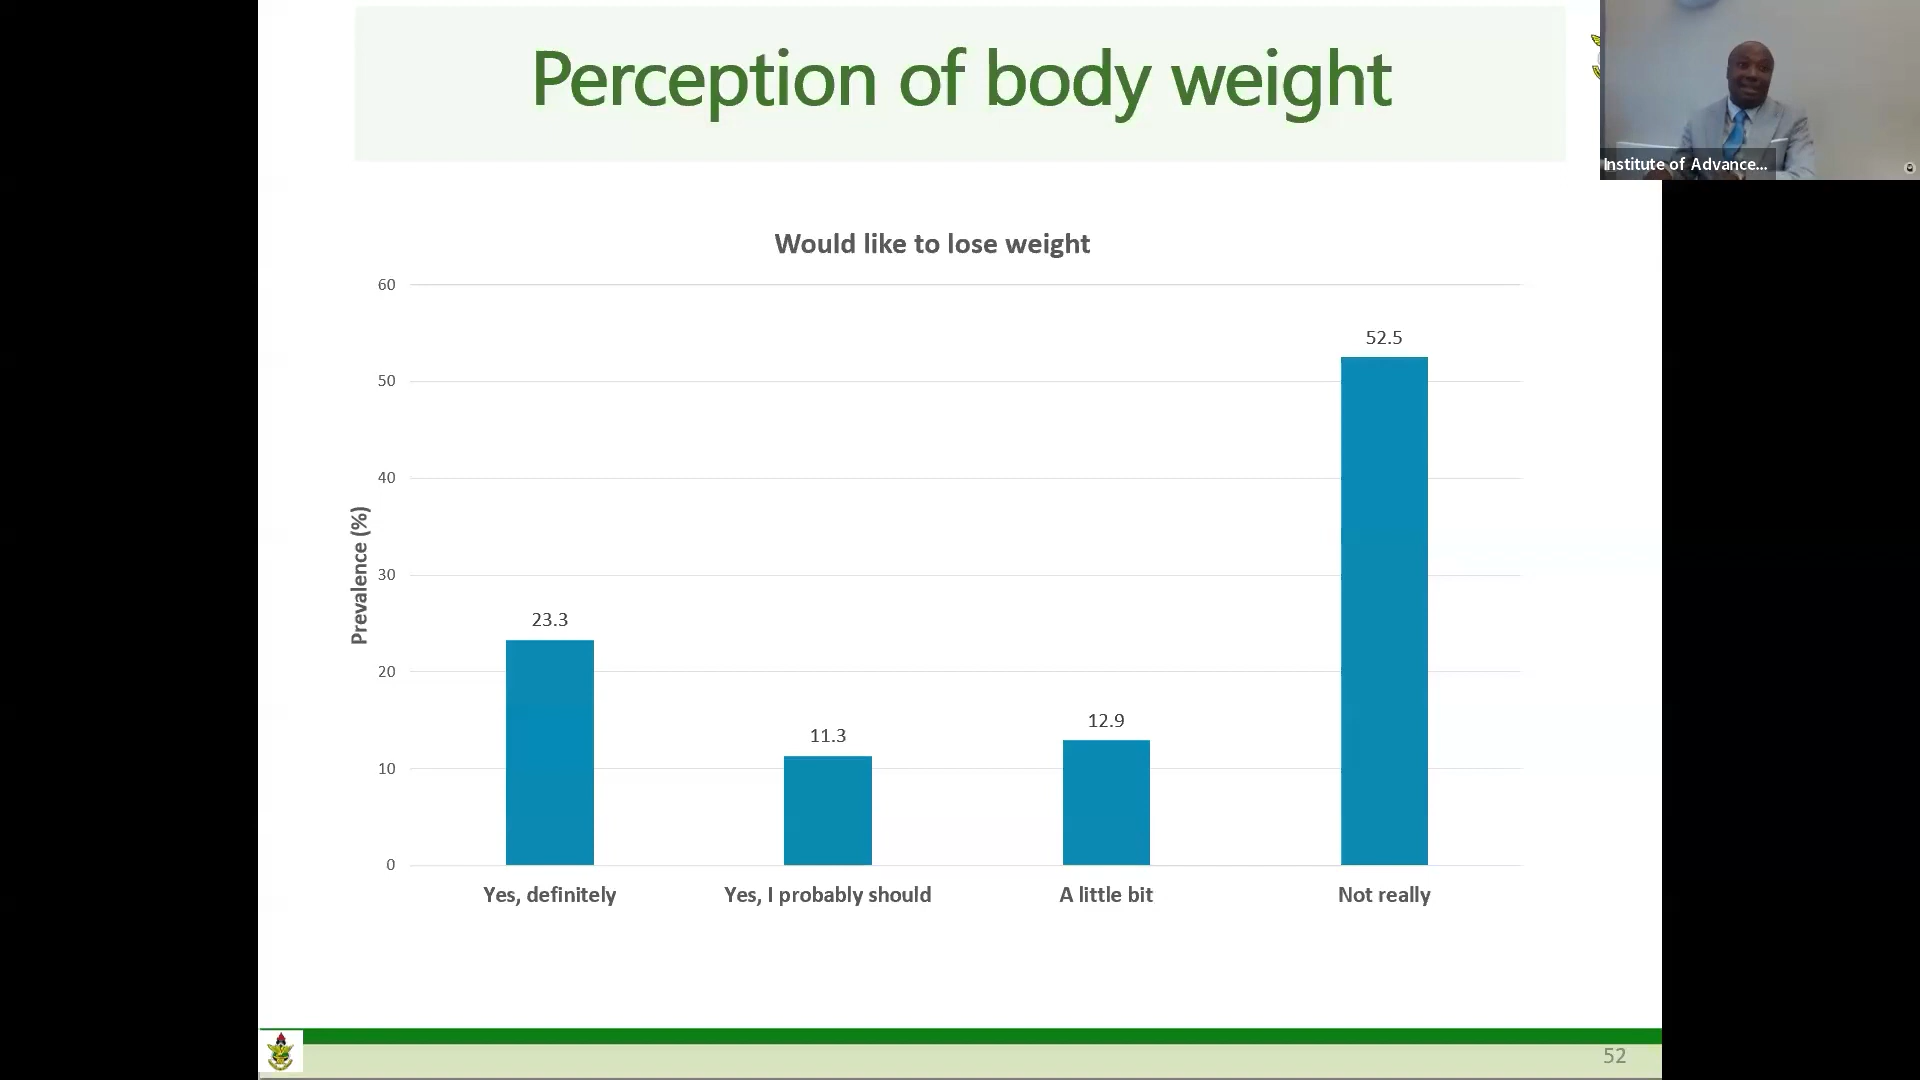 Perception of body weight
Institute of Advance...
Would like to lose weight
60
50
40
30
20
10
0
Prevalence (%)
23.3
11.3
12.9
52.5
Yes, definitely
Yes, I probably should
A little bit
Not really
52